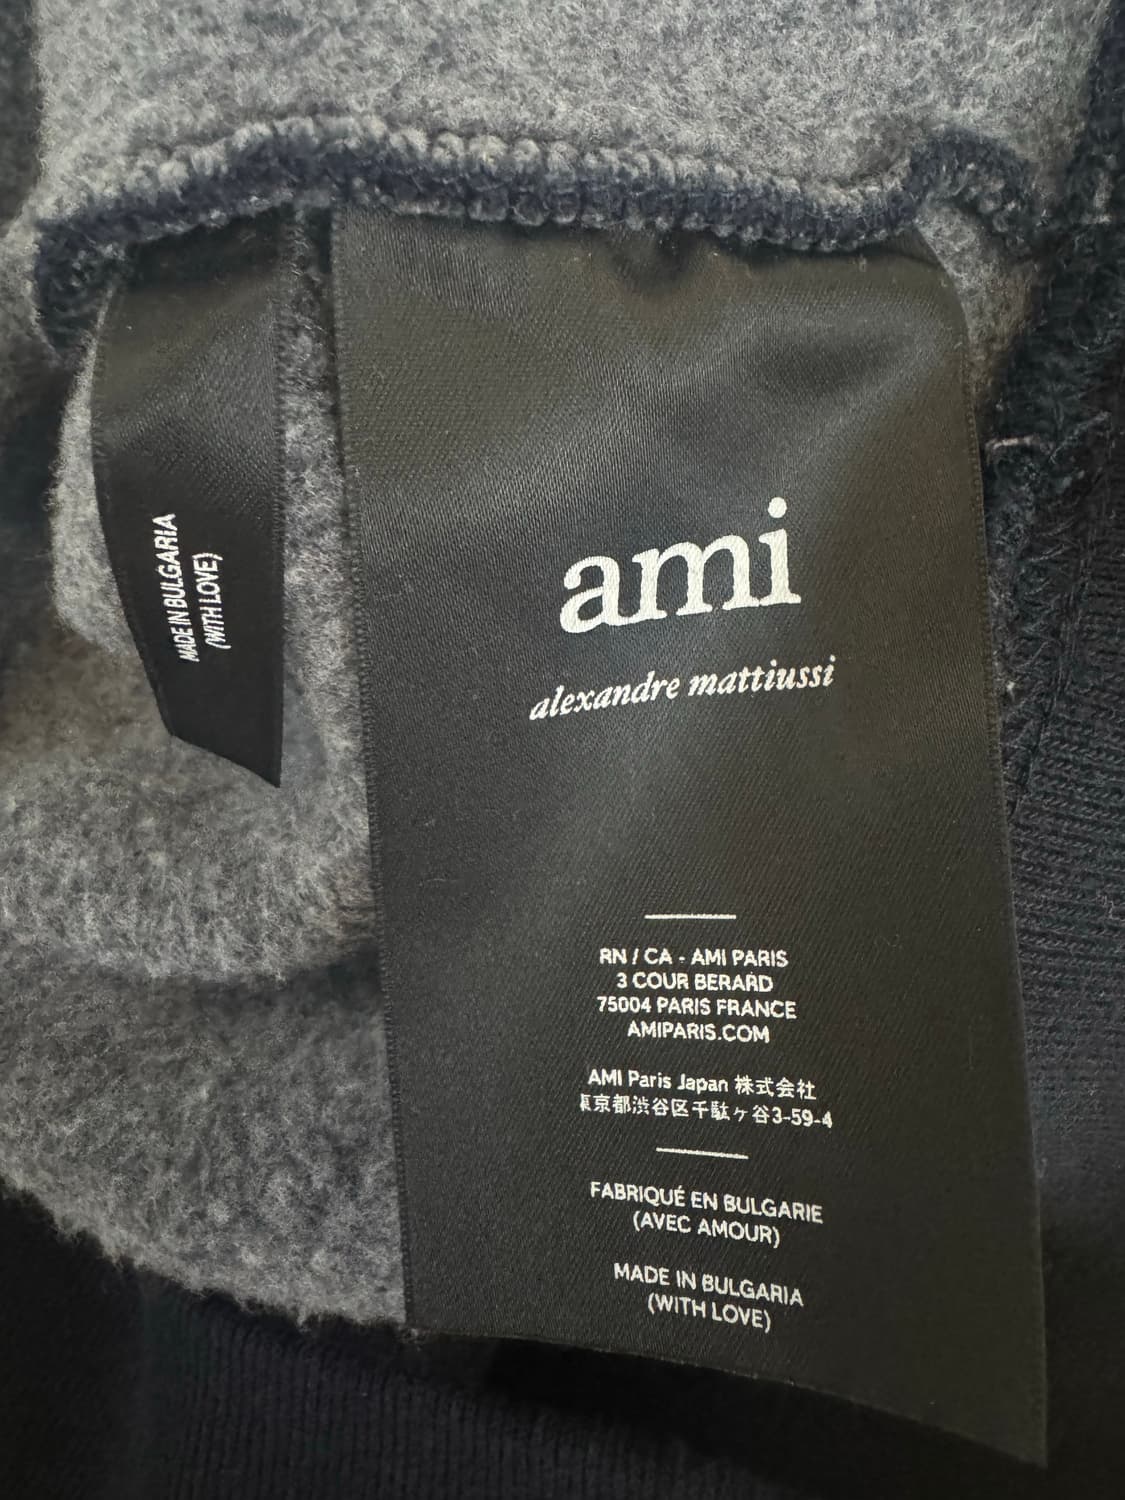 MADE IN BULGARIA
(WITH LOVE)
ami
alexandre mattiussi
RN / CA - AMI PARIS
3 COUR BERARD
75004 PARIS FRANCE
AMIPARIS.COM
AMI Paris Japan 株式会社
東京都渋谷区千駄ヶ谷3-59-4
FABRIQUÉ EN BULGARIE
(AVEC AMOUR)
MADE IN BULGARIA
(WITH LOVE)